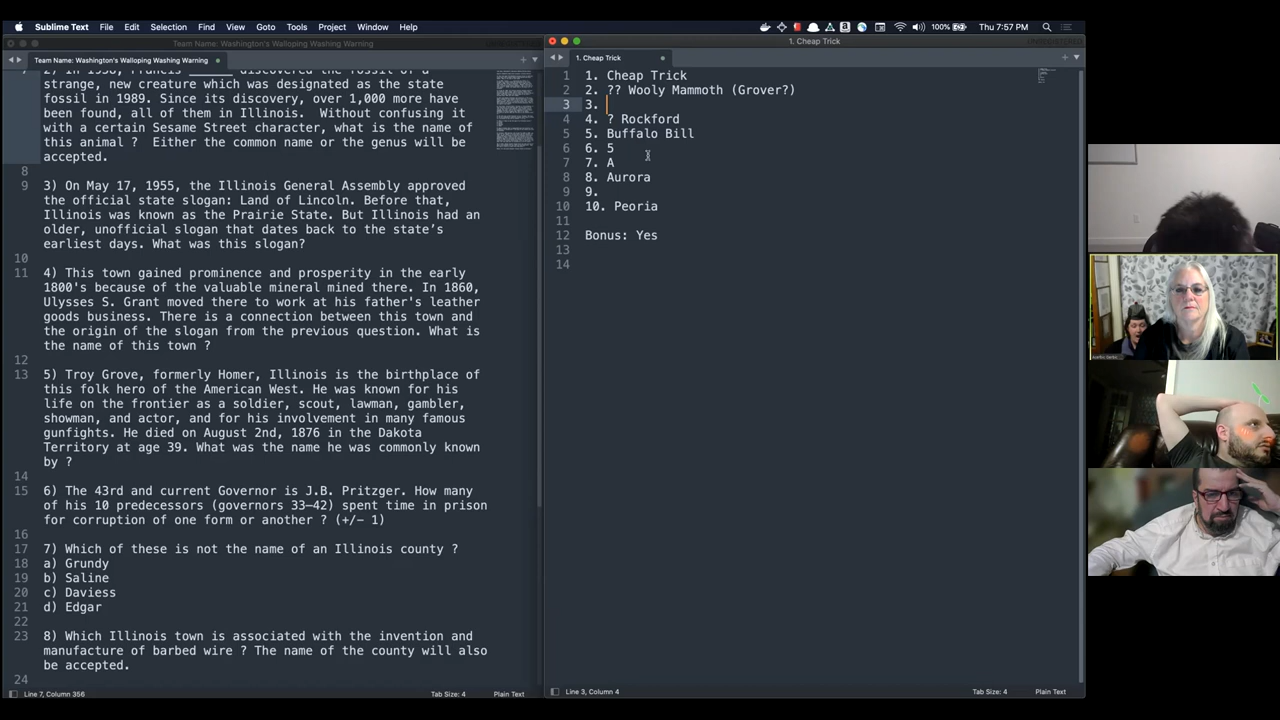 Sublime Text File Edit Selection Find View Goto Tools Project Window Help 100% Thu 7:57 PM
Team Name: Washington's Walloping Washing Warning
Team Name: Washington's Walloping Washing Warning
strange, new creature which was designated as the state
fossil in 1989. Since its discovery, over 1,000 more have
been found, all of them in Illinois. Without confusing it
with a certain Sesame Street character, what is the name of
this animal ? Either the common name or the genus will be
accepted.
8
9 3) On May 17, 1955, the Illinois General Assembly approved
the official state slogan: Land of Lincoln. Before that,
Illinois was known as the Prairie State. But Illinois had an
older, unofficial slogan that dates back to the state’s
earliest days. What was this slogan?
10
11 4) This town gained prominence and prosperity in the early
1800's because of the valuable mineral mined there. In 1860,
Ulysses S. Grant moved there to work at his father's leather
goods business. There is a connection between this town and
the origin of the slogan from the previous question. What is
the name of this town ?
12
13 5) Troy Grove, formerly Homer, Illinois is the birthplace of
this folk hero of the American West. He was known for his
life on the frontier as a soldier, scout, lawman, gambler,
showman, and actor, and for his involvement in many famous
gunfights. He died on August 2nd, 1876 in the Dakota
Territory at age 39. What was the name he was commonly known
by ?
14
15 6) The 43rd and current Governor is J.B. Pritzger. How many
of his 10 predecessors (governors 33–42) spent time in prison
for corruption of one form or another ? (+/- 1)
16
17 7) Which of these is not the name of an Illinois county ?
18 a) Grundy
19 b) Saline
20 c) Daviess
21 d) Edgar
22
23 8) Which Illinois town is associated with the invention and
manufacture of barbed wire ? The name of the county will also
be accepted.
24
Line 7, Column 356 Tab Size: 4 Plain Text
1. Cheap Trick
1. Cheap Trick
1 1. Cheap Trick
2 2. ?? Wooly Mammoth (Grover?)
3 3.
4 4. ? Rockford
5 5. Buffalo Bill
6 6. 5
7 7. A
8 8. Aurora
9 9.
10 10. Peoria
11
12 Bonus: Yes
13
14
Line 3, Column 4 Tab Size: 4 Plain Text